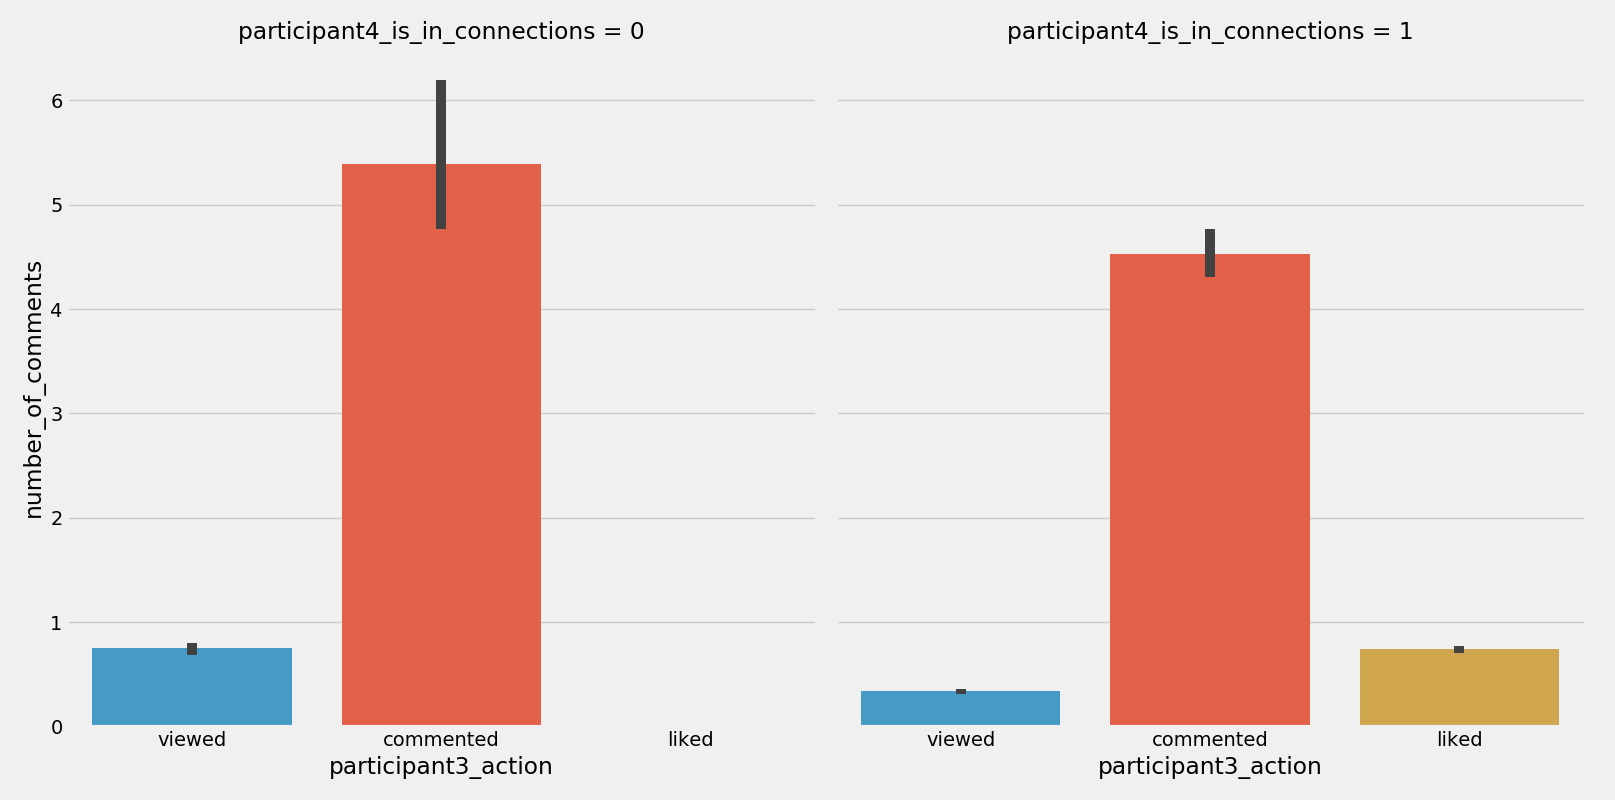 participant4_is_in_connections = 0
participant4_is_in_connections = 1
number_of_comments
6
5
4
3
2
1
0
viewed commented liked
viewed commented liked
participant3_action
participant3_action